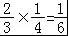 2/3 × 1/4 = 1/6